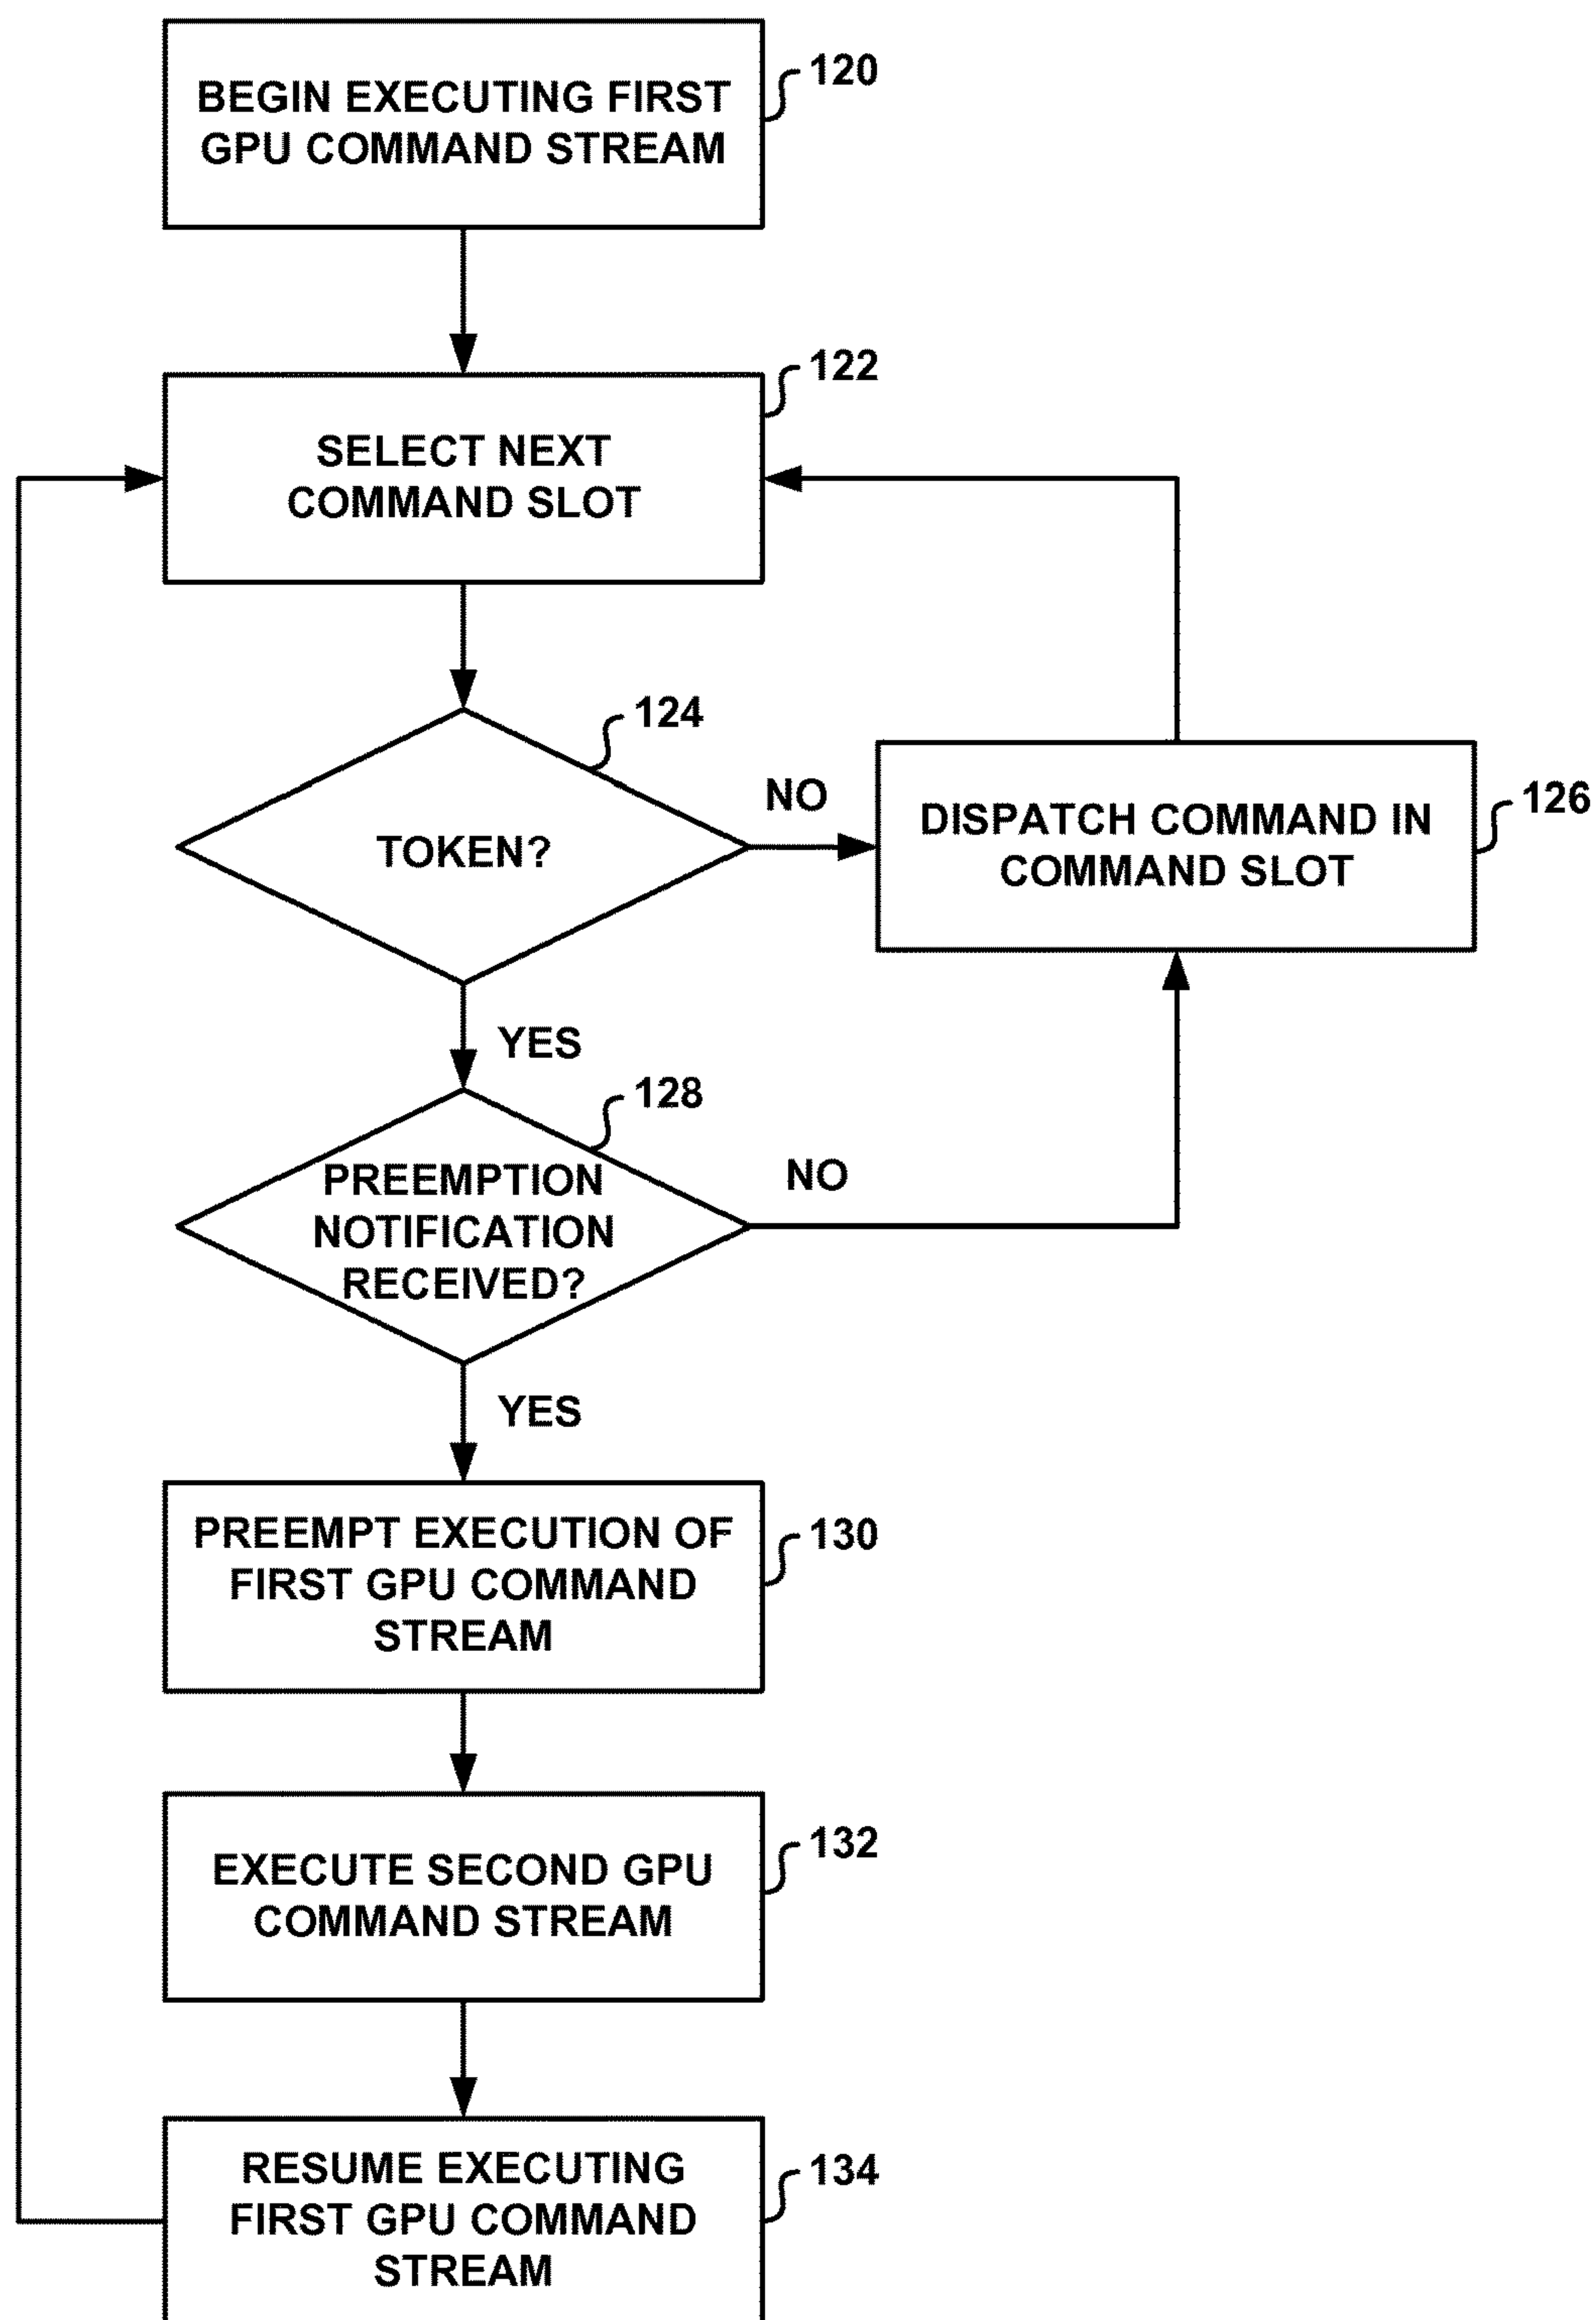 BEGIN EXECUTING FIRST
GPU COMMAND STREAM
120
SELECT NEXT
COMMAND SLOT
122
TOKEN?
124
NO
DISPATCH COMMAND IN
COMMAND SLOT
126
YES
PREEMPTION
NOTIFICATION
RECEIVED?
128
NO
YES
PREEMPT EXECUTION OF
FIRST GPU COMMAND
STREAM
130
EXECUTE SECOND GPU
COMMAND STREAM
132
RESUME EXECUTING
FIRST GPU COMMAND
STREAM
134